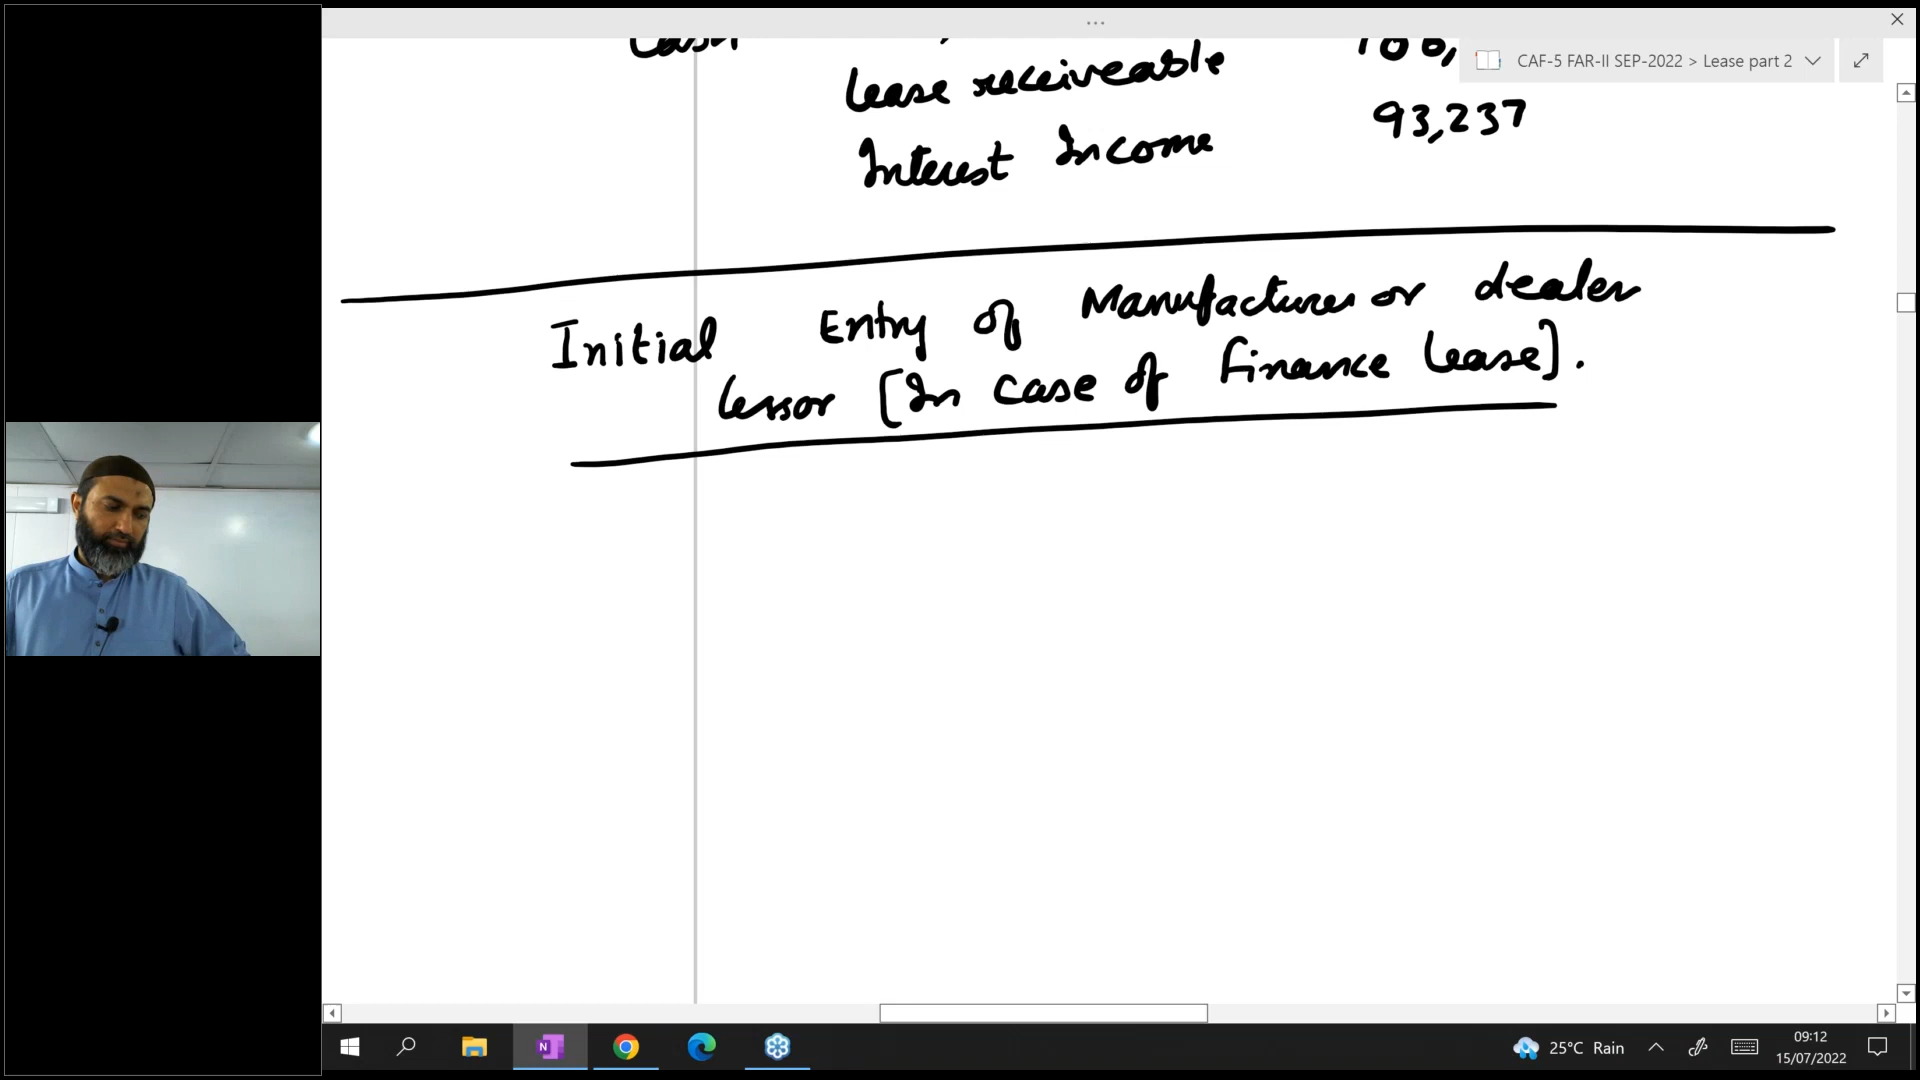 CAF-5 FAR-II SEP-2022 > Lease part 2
Cash
Lease receiveable
Interest Income 93,237
Initial Entry of Manufacturer or dealer
lessor [In case of finance lease].
25°C Rain
09:12
15/07/2022